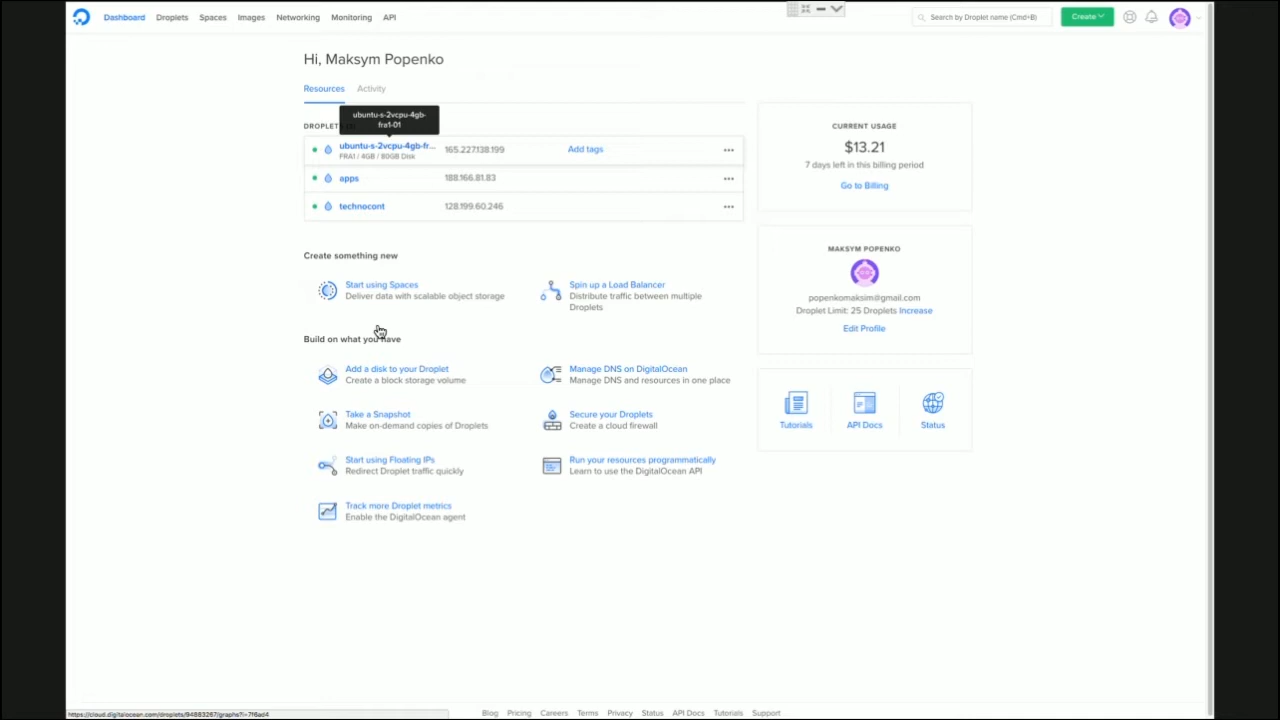 Dashboard Droplets Spaces Images Networking Monitoring API
Search by Droplet name (Cmd+B)
Create
Hi, Maksym Popenko
Resources Activity
ubuntu-s-2vcpu-4gb-
fra1-01
ubuntu-s-2vcpu-4gb-fr... 165.227.138.199 Add tags
FRA1 / 4GB / 80GB Disk
apps 188.166.81.83
technocont 128.199.60.246
CURRENT USAGE
$13.21
7 days left in this billing period
Go to Billing
MAKSYM POPENKO
popenkomaksim@gmail.com
Droplet Limit: 25 Droplets Increase
Edit Profile
Tutorials API Docs Status
Create something new
Start using Spaces
Deliver data with scalable object storage
Spin up a Load Balancer
Distribute traffic between multiple
Droplets
Build on what you have
Add a disk to your Droplet
Create a block storage volume
Manage DNS on DigitalOcean
Manage DNS and resources in one place
Take a Snapshot
Make on-demand copies of Droplets
Secure your Droplets
Create a cloud firewall
Start using Floating IPs
Redirect Droplet traffic quickly
Run your resources programmatically
Learn to use the DigitalOcean API
Track more Droplet metrics
Enable the DigitalOcean agent
Blog Pricing Careers Terms Privacy Status API Docs Tutorials Support
https://cloud.digitalocean.com/droplets/94883267/graphs?i=7f6ad4